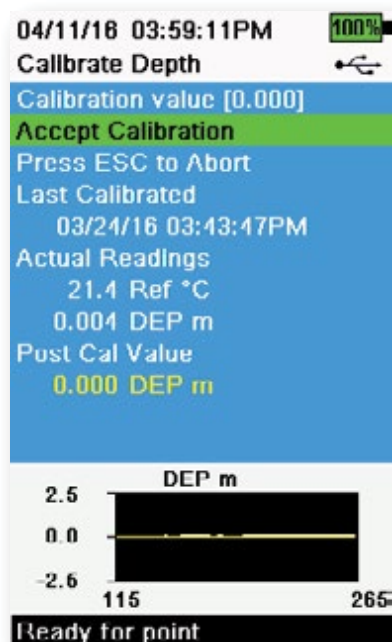 04/11/16 03:59:11PM 100%
Calibrate Depth
Calibration value [0.000]
Accept Calibration
Press ESC to Abort
Last Calibrated
03/24/16 03:43:47PM
Actual Readings
21.4 Ref °C
0.004 DEP m
Post Cal Value
0.000 DEP m
DEP m
2.5
0.0
-2.6
115 265
Ready for point